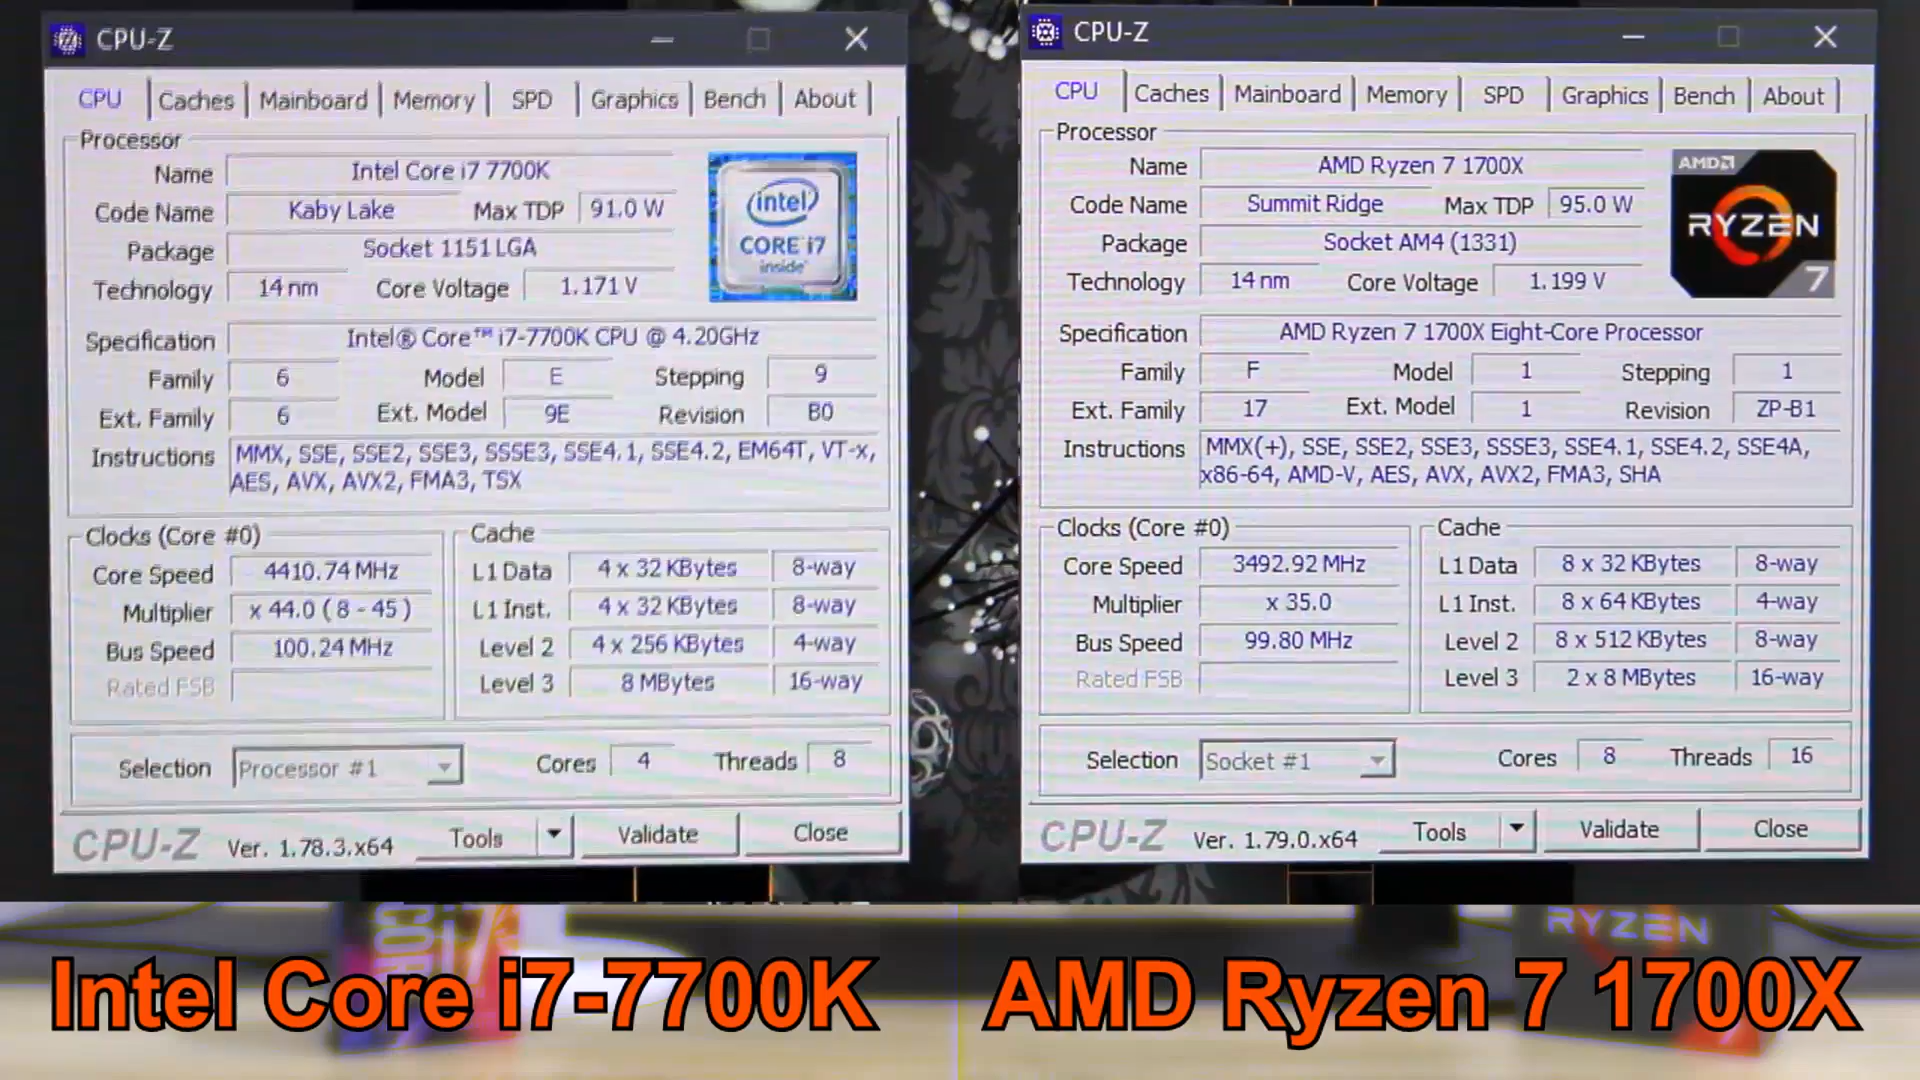 CPU-Z
CPU Caches Mainboard Memory SPD Graphics Bench About
Processor
Name Intel Core i7 7700K
Code Name Kaby Lake Max TDP 91.0 W
Package Socket 1151 LGA
Technology 14 nm Core Voltage 1.171 V
intel
CORE i7
inside
Specification Intel® Core™ i7-7700K CPU @ 4.20GHz
Family 6 Model E Stepping 9
Ext. Family 6 Ext. Model 9E Revision B0
Instructions MMX, SSE, SSE2, SSE3, SSSE3, SSE4.1, SSE4.2, EM64T, VT-x,
AES, AVX, AVX2, FMA3, TSX
Clocks (Core #0)
Core Speed 4410.74 MHz
Multiplier x 44.0 ( 8 - 45 )
Bus Speed 100.24 MHz
Rated FSB
Cache
L1 Data 4 x 32 KBytes 8-way
L1 Inst. 4 x 32 KBytes 8-way
Level 2 4 x 256 KBytes 4-way
Level 3 8 MBytes 16-way
Selection Processor #1 Cores 4 Threads 8
CPU-Z Ver. 1.78.3.x64 Tools Validate Close
CPU-Z
CPU Caches Mainboard Memory SPD Graphics Bench About
Processor
Name AMD Ryzen 7 1700X
Code Name Summit Ridge Max TDP 95.0 W
Package Socket AM4 (1331)
Technology 14 nm Core Voltage 1.199 V
AMD
RYZEN
7
Specification AMD Ryzen 7 1700X Eight-Core Processor
Family F Model 1 Stepping 1
Ext. Family 17 Ext. Model 1 Revision ZP-B1
Instructions MMX(+), SSE, SSE2, SSE3, SSSE3, SSE4.1, SSE4.2, SSE4A,
x86-64, AMD-V, AES, AVX, AVX2, FMA3, SHA
Clocks (Core #0)
Core Speed 3492.92 MHz
Multiplier x 35.0
Bus Speed 99.80 MHz
Rated FSB
Cache
L1 Data 8 x 32 KBytes 8-way
L1 Inst. 8 x 64 KBytes 4-way
Level 2 8 x 512 KBytes 8-way
Level 3 2 x 8 MBytes 16-way
Selection Socket #1 Cores 8 Threads 16
CPU-Z Ver. 1.79.0.x64 Tools Validate Close
i7
RYZEN
Intel Core i7-7700K
AMD Ryzen 7 1700X